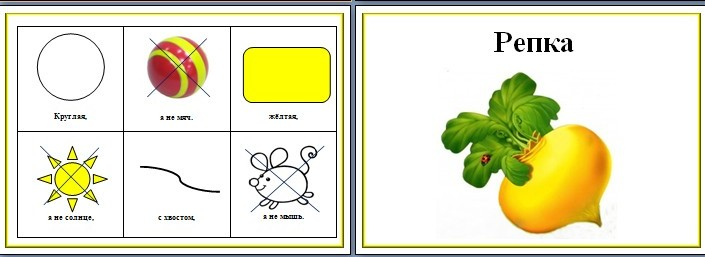 Круглая,
а не мяч.
жёлтая,
а не солнце,
с хвостом,
а не мышь.
Репка